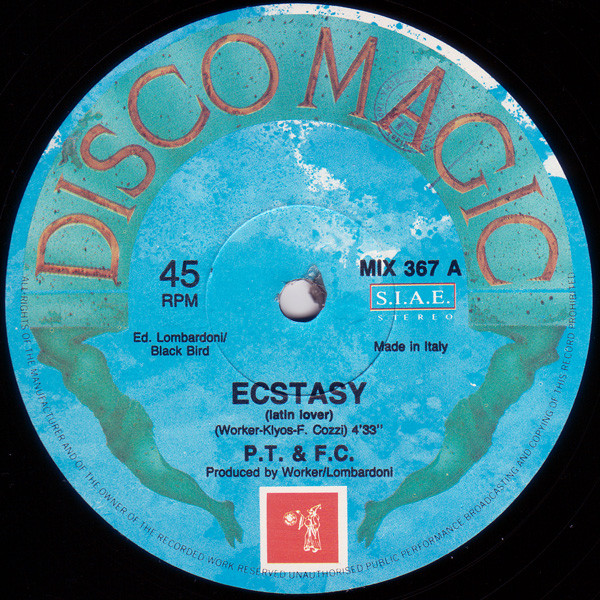 DISCO MAGIC
45
RPM
MIX 367 A
S.I.A.E.
STEREO
Ed. Lombardoni/
Black Bird
Made in Italy
ECSTASY
(latin lover)
(Worker-Klyos-F. Cozzi) 4'33"
P.T. & F.C.
Produced by Worker/Lombardoni
ALL RIGHTS OF THE MANUFACTURER AND OF THE OWNER OF THE RECORDED WORK RESERVED UNAUTHORISED PUBLIC PERFORMANCE BROADCASTING AND COPYING OF THIS RECORD PROHIBITED